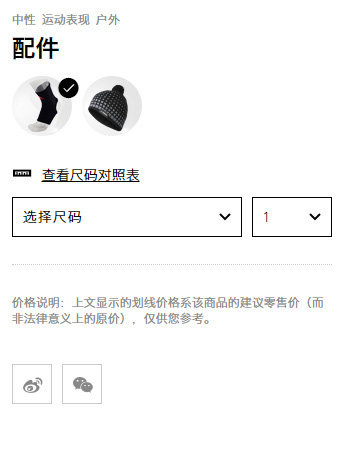 中性 运动表现 户外
配件
查看尺码对照表
选择尺码
1
价格说明：上文显示的划线价格系该商品的建议零售价（而
非法律意义上的原价），仅供您参考。